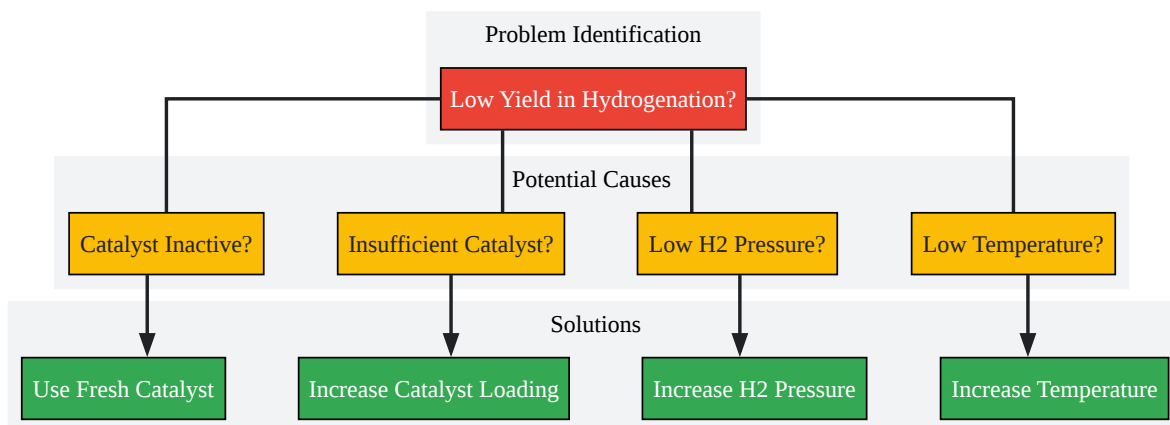 Problem Identification
Low Yield in Hydrogenation?
Potential Causes
Catalyst Inactive?
Insufficient Catalyst?
Low H2 Pressure?
Low Temperature?
Solutions
Use Fresh Catalyst
Increase Catalyst Loading
Increase H2 Pressure
Increase Temperature